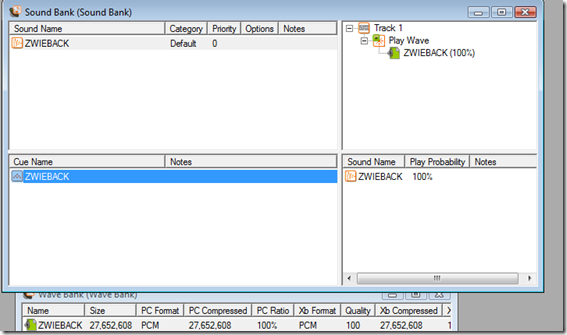 Sound Bank (Sound Bank)
Sound Name Category Priority Options Notes
ZWIEBACK Default 0
Track 1
Play Wave
ZWIEBACK (100%)
Cue Name Notes
ZWIEBACK
Sound Name Play Probability Notes
ZWIEBACK 100%
Wave Bank (Wave Bank)
Name Size PC Format PC Compressed PC Ratio Xb Format Quality Xb Compressed X
ZWIEBACK 27,652,608 PCM 27,652,608 100% PCM 100 27,652,608 1